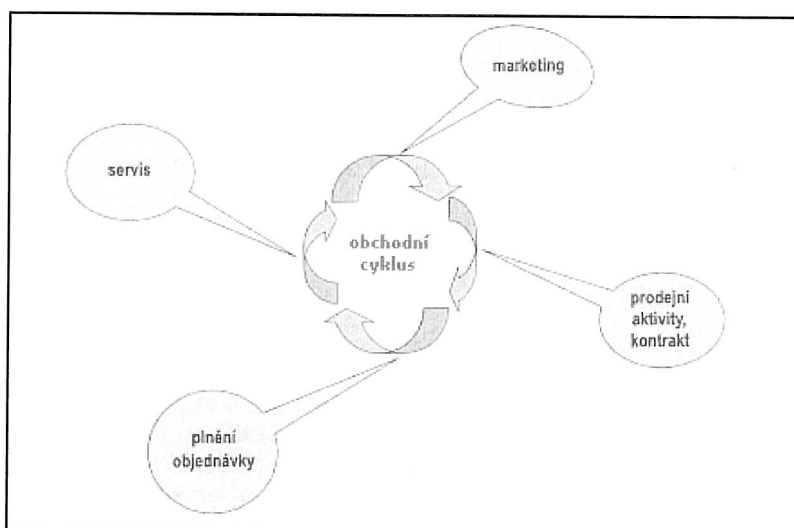 marketing
servis
obchodní
cyklus
prodejní
aktivity,
kontrakt
plnění
objednávky